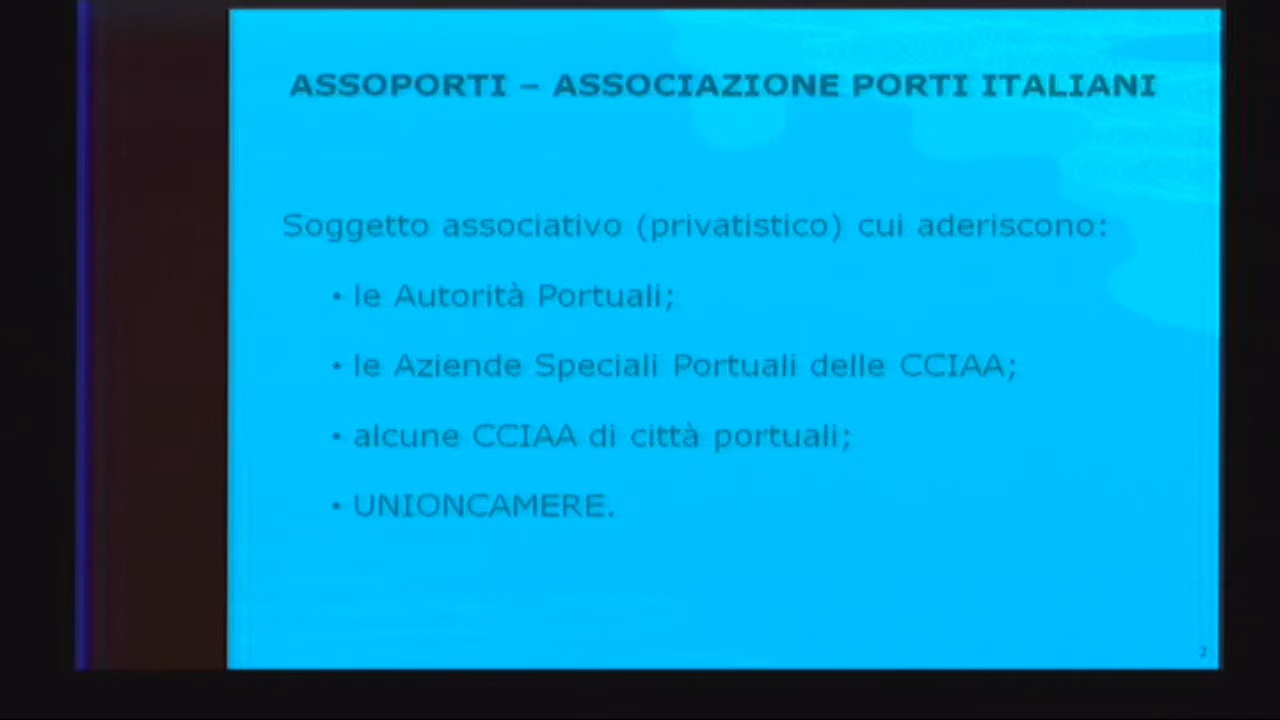 ASSOPORTI – ASSOCIAZIONE PORTI ITALIANI
Soggetto associativo (privatistico) cui aderiscono:
• le Autorità Portuali;
• le Aziende Speciali Portuali delle CCIAA;
• alcune CCIAA di città portuali;
• UNIONCAMERE.
2